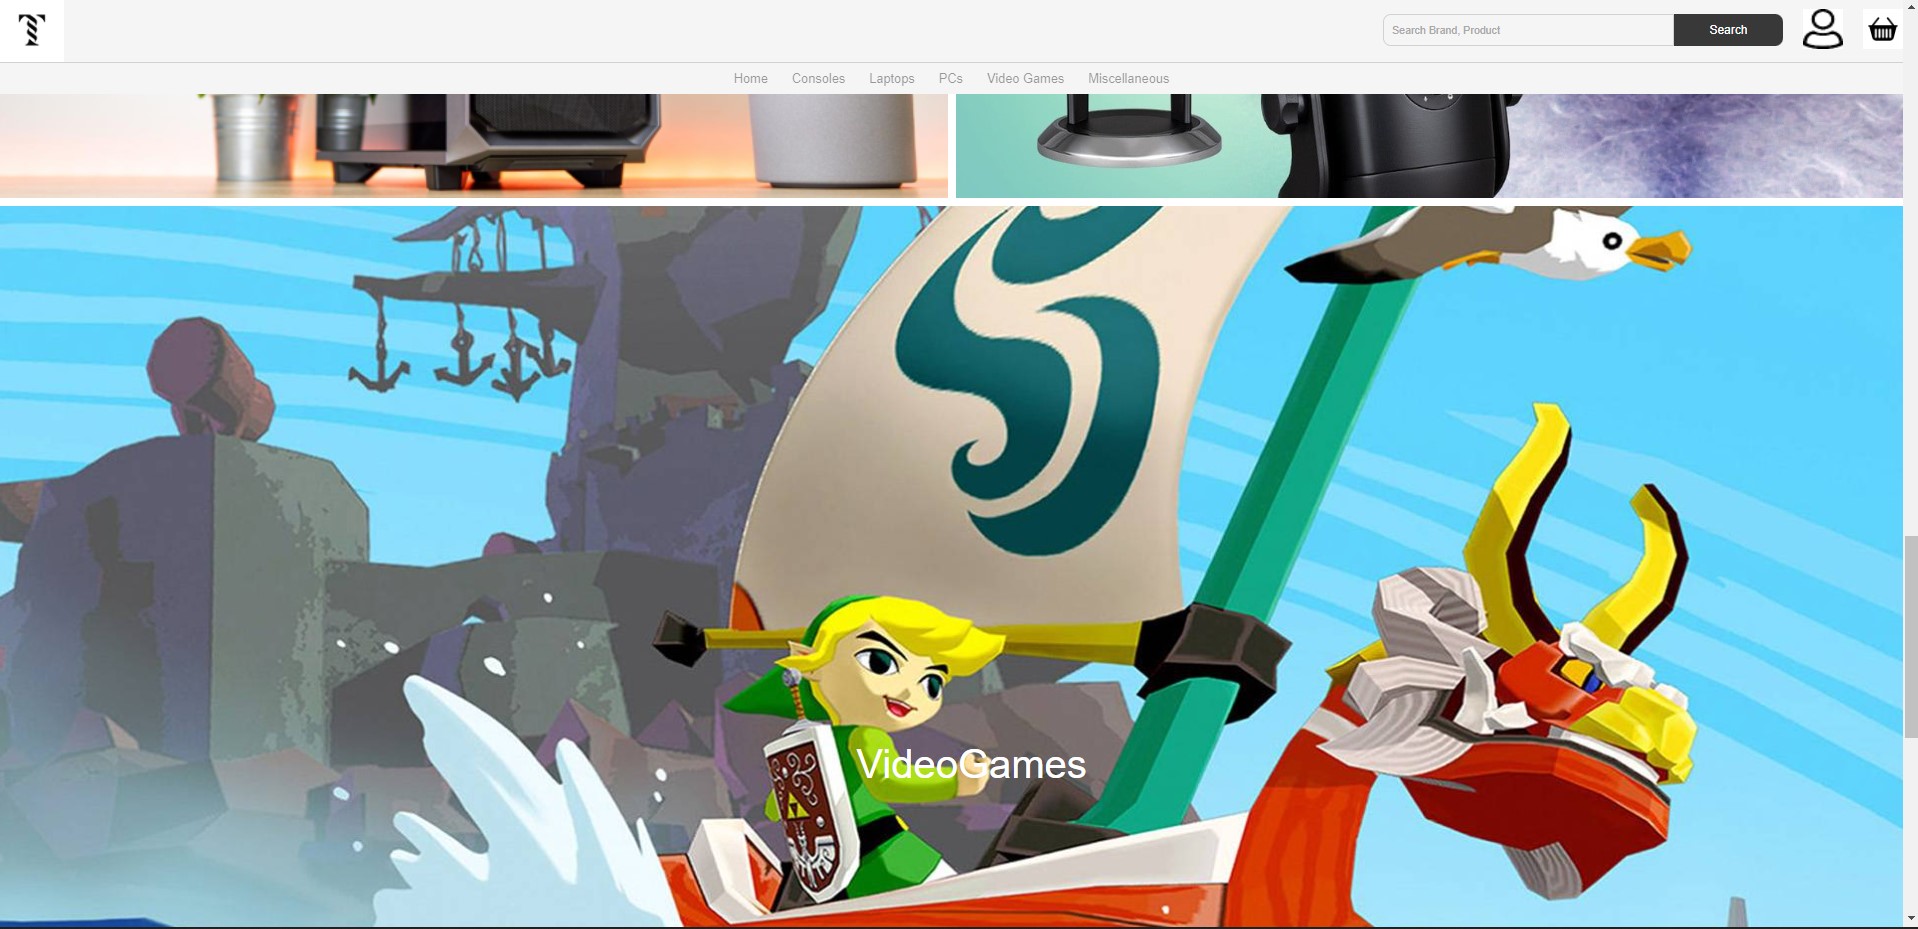 T
Search Brand, Product
Search
Home Consoles Laptops PCs Video Games Miscellaneous
VideoGames